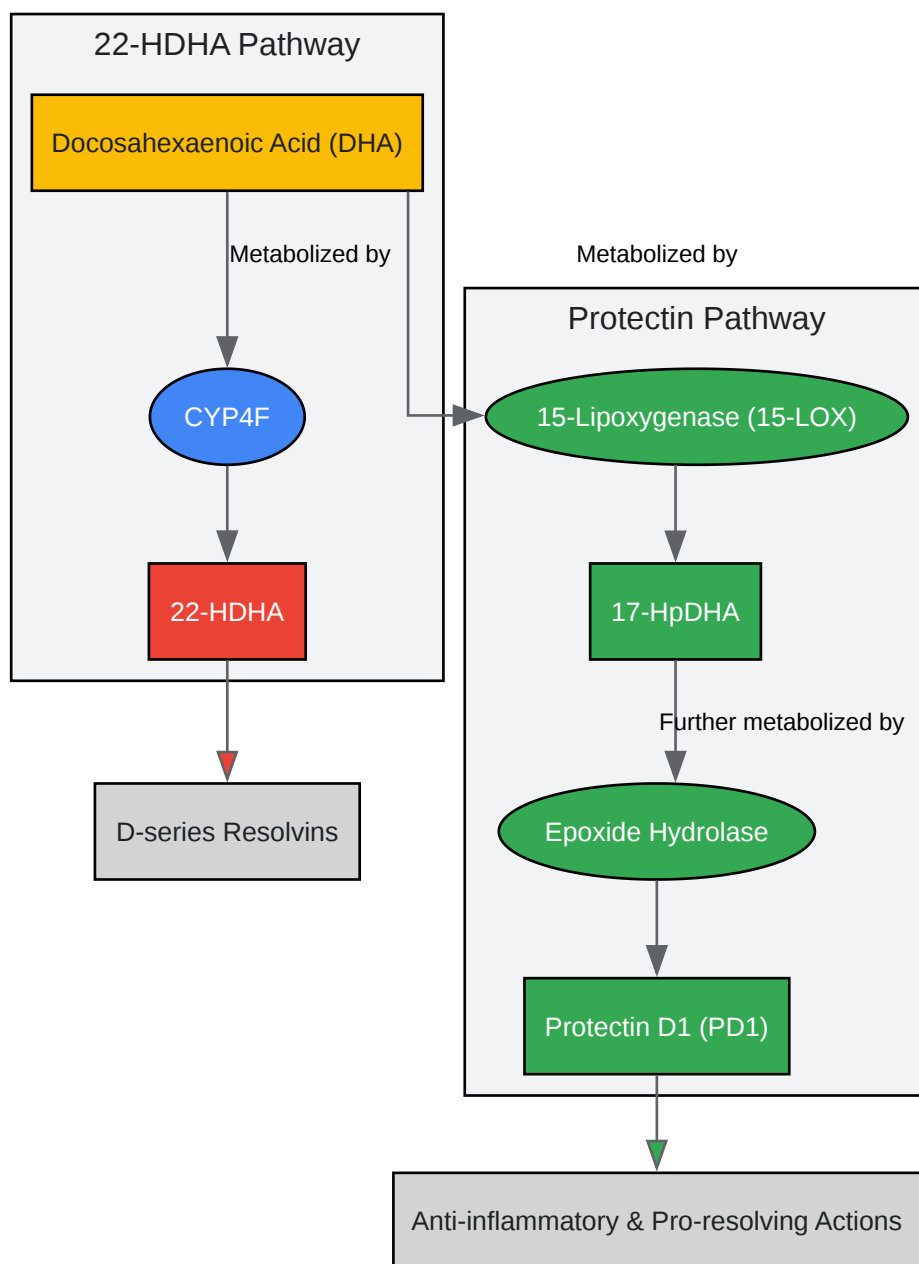 22-HDHA Pathway
Docosahexaenoic Acid (DHA)
Metabolized by
Metabolized by
Protectin Pathway
CYP4F
15-Lipoxygenase (15-LOX)
22-HDHA
17-HpDHA
Further metabolized by
D-series Resolvins
Epoxide Hydrolase
Protectin D1 (PD1)
Anti-inflammatory & Pro-resolving Actions